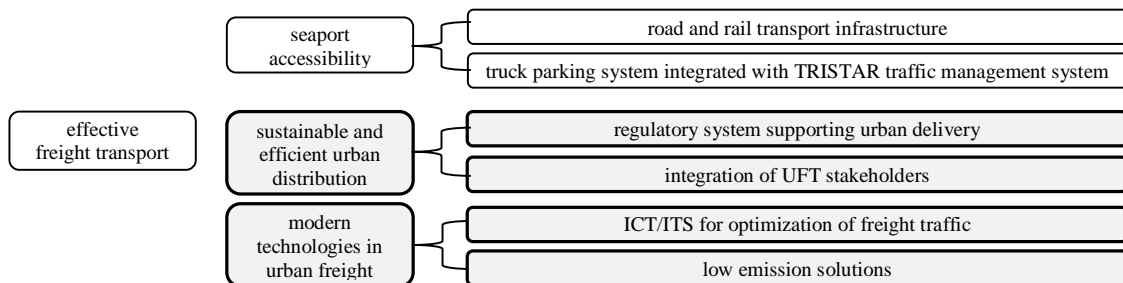 seaport
accessibility
road and rail transport infrastructure
truck parking system integrated with TRISTAR traffic management system
effective
freight transport
sustainable and
efficient urban
distribution
regulatory system supporting urban delivery
integration of UFT stakeholders
modern
technologies in
urban freight
ICT/ITS for optimization of freight traffic
low emission solutions